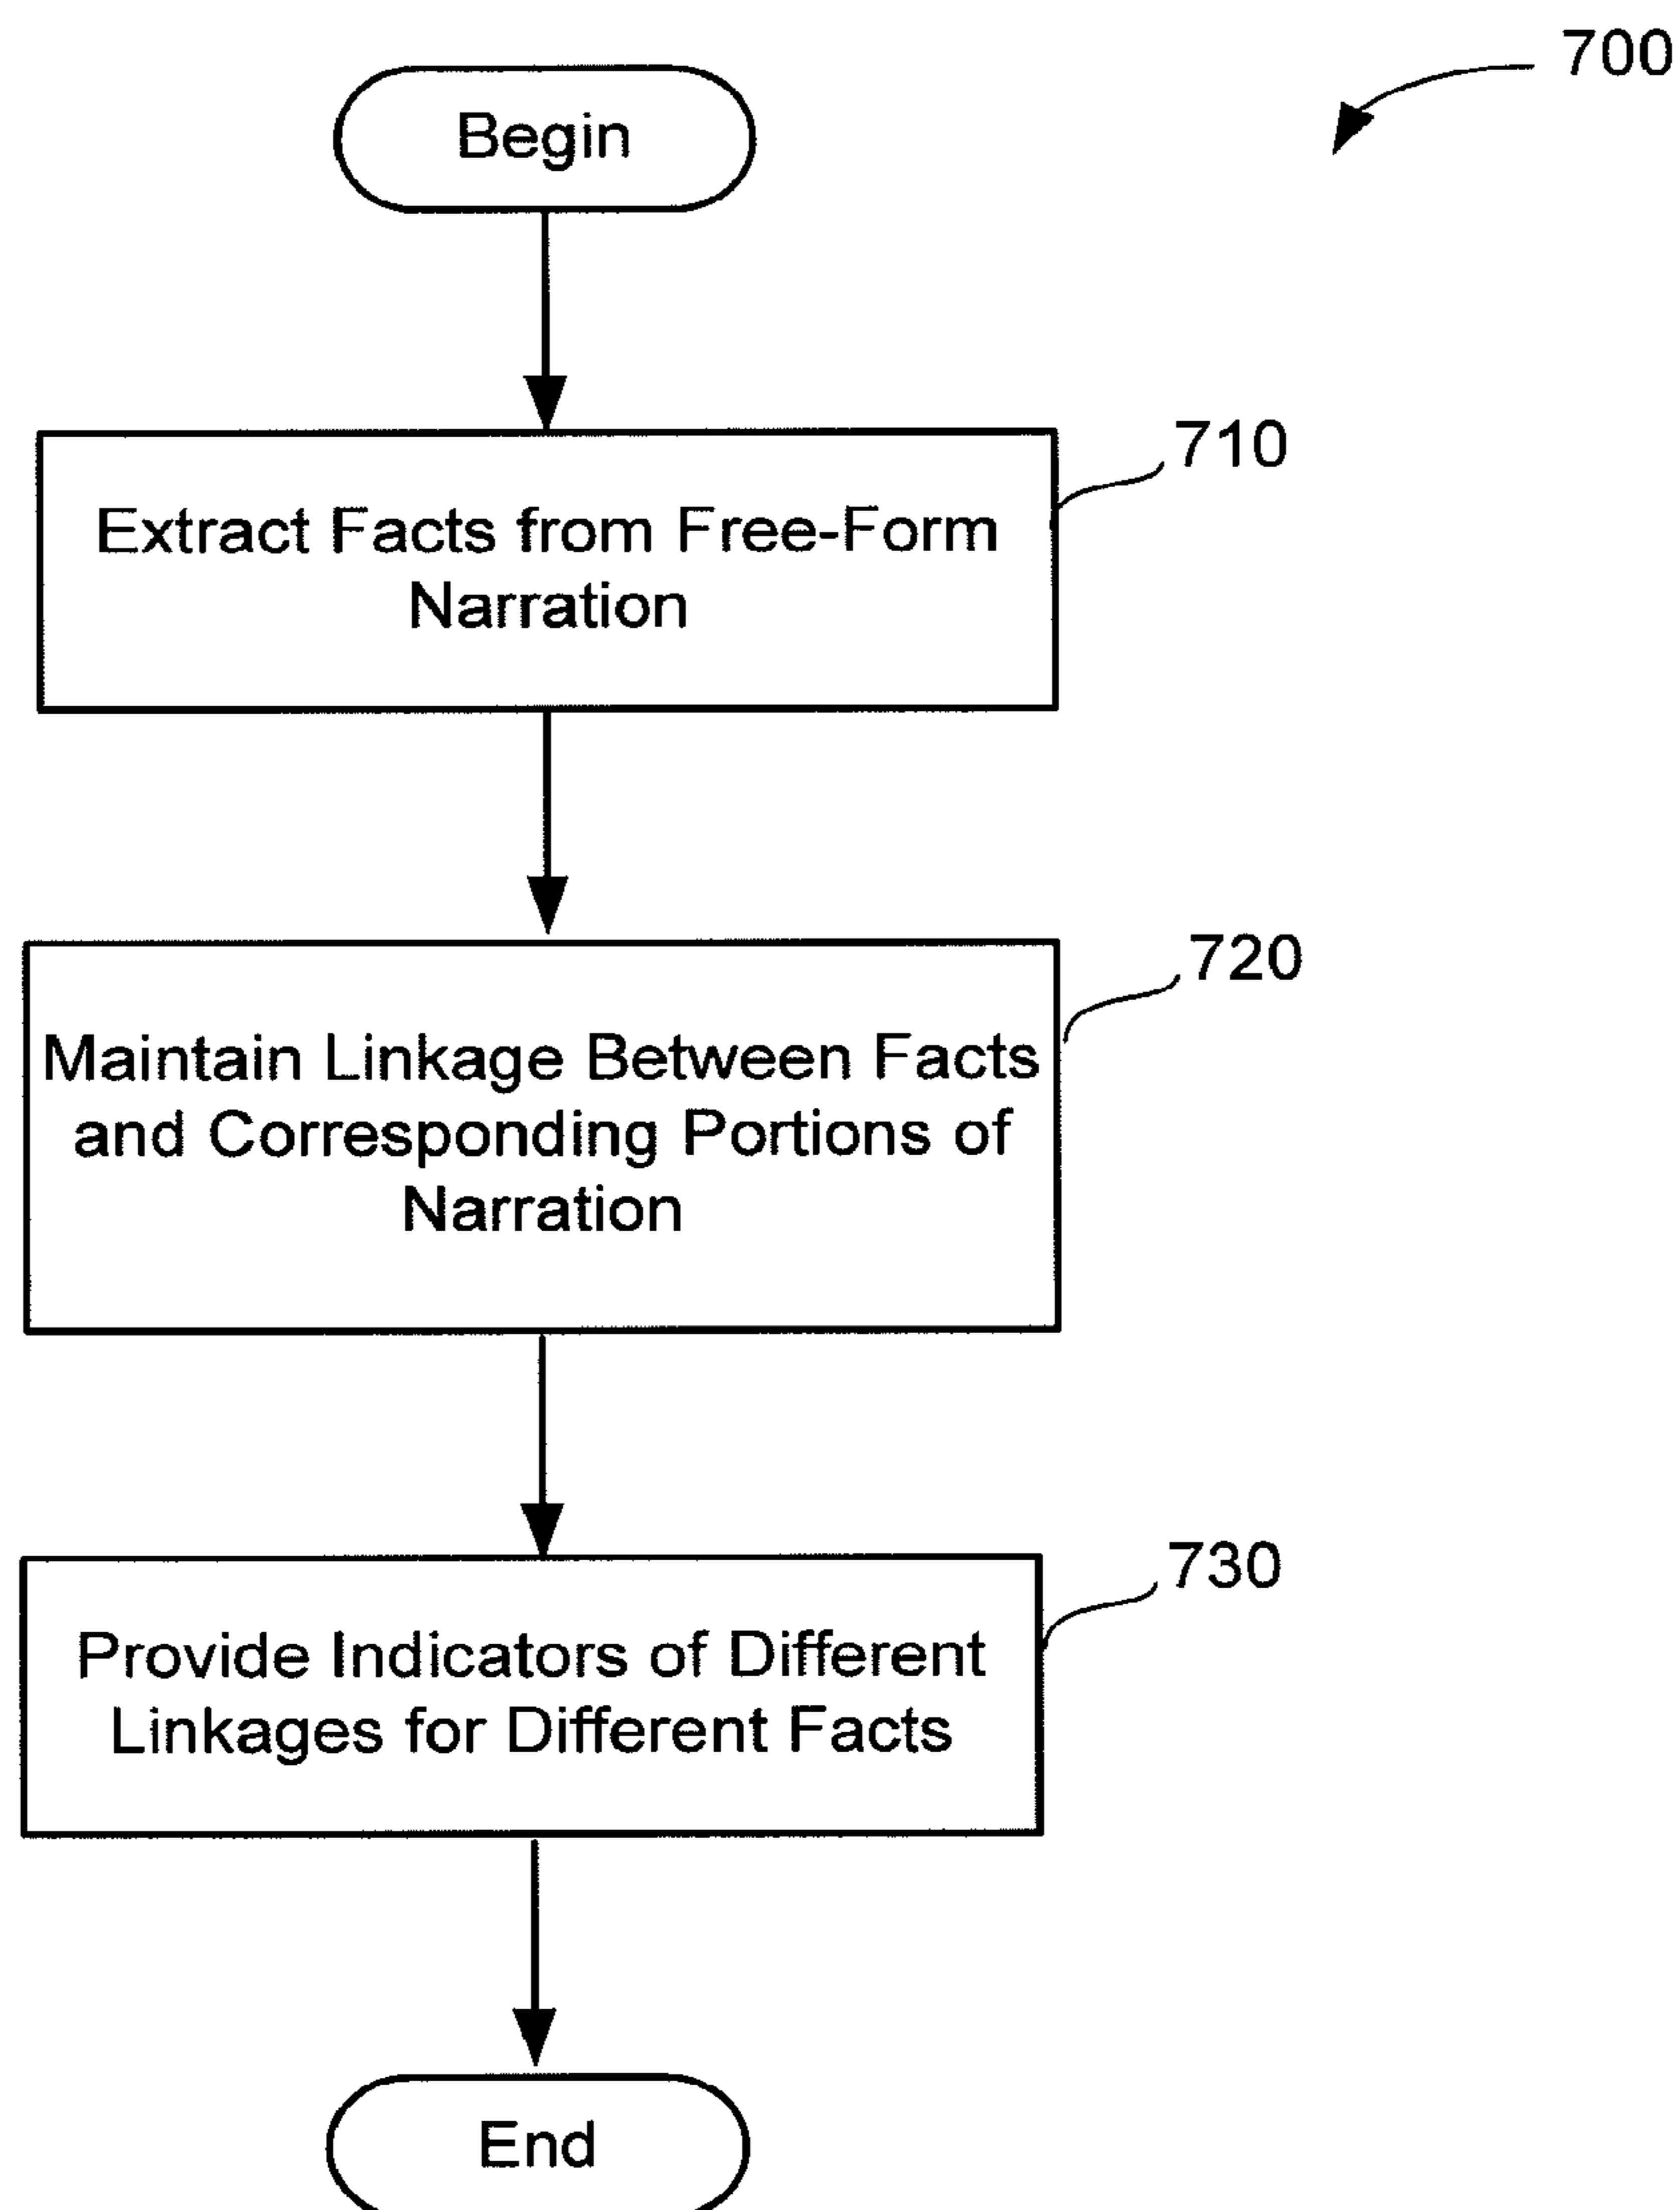 700
Begin
710
Extract Facts from Free-Form
Narration
720
Maintain Linkage Between Facts
and Corresponding Portions of
Narration
730
Provide Indicators of Different
Linkages for Different Facts
End